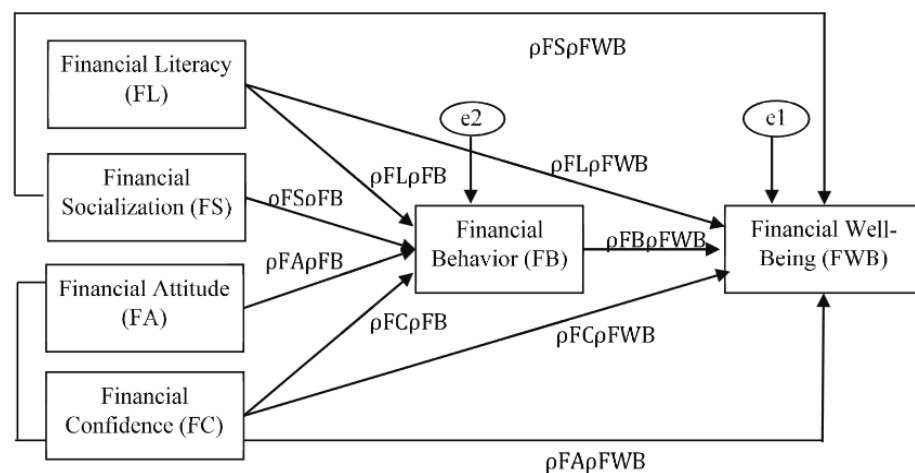 ρFSρFWB
Financial Literacy
(FL)
e2
e1
ρFLρFB
ρFLρFWB
Financial
Socialization (FS)
ρFSρFB
Financial
Behavior (FB)
ρFBρFWB
Financial Well-
Being (FWB)
ρFAρFB
Financial Attitude
(FA)
ρFCρFB
ρFCρFWB
Financial
Confidence (FC)
ρFAρFWB